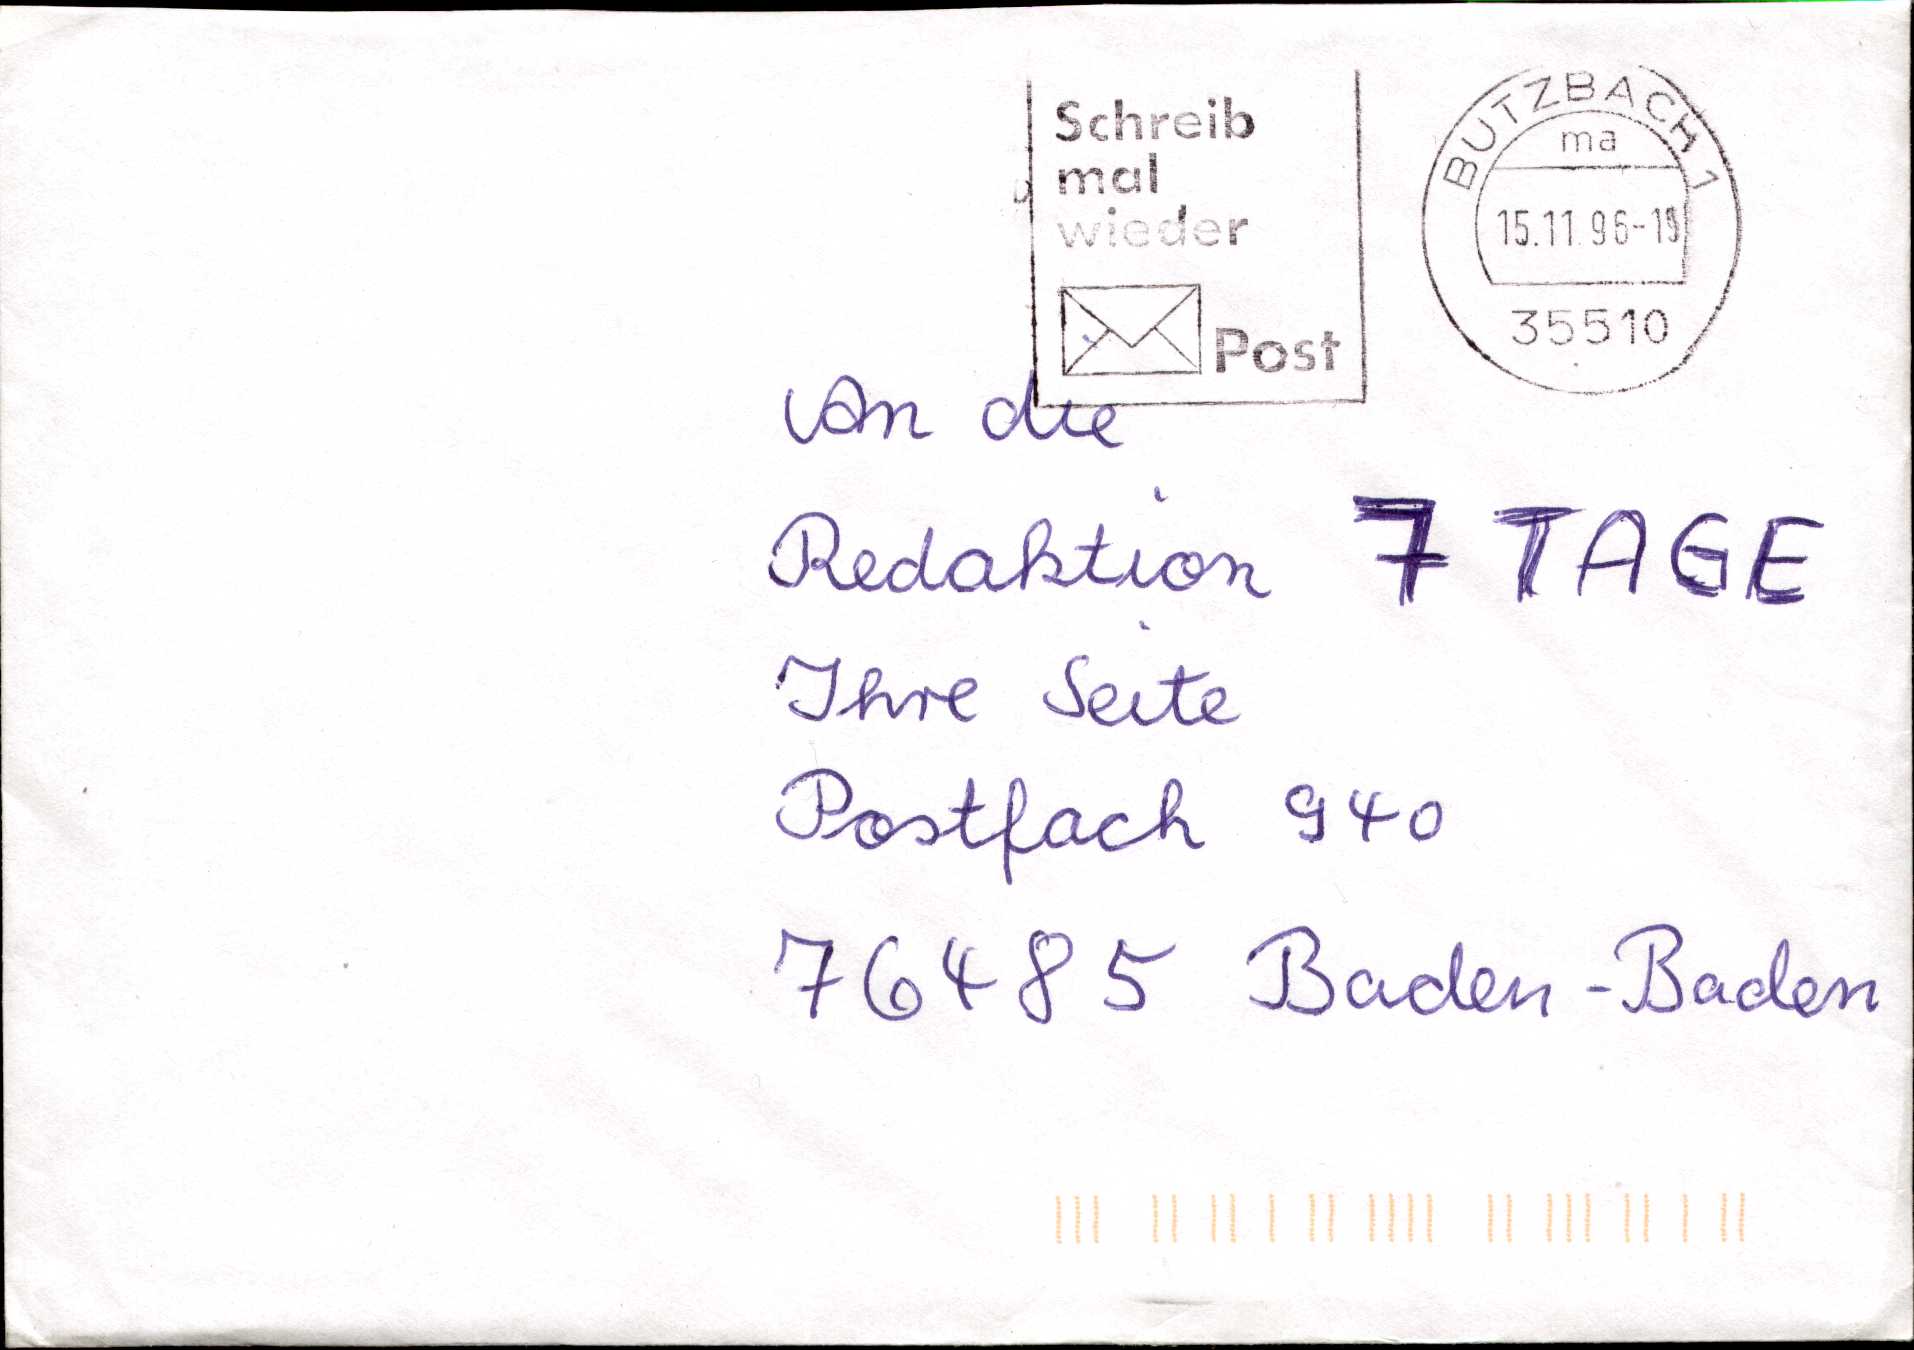 Schreib
mal
wieder
Post
BUTZBACH 1
ma
15.11.96-19
35510
An die
Redaktion 7 TAGE
Ihre Seite
Postfach 940
76485 Baden-Baden